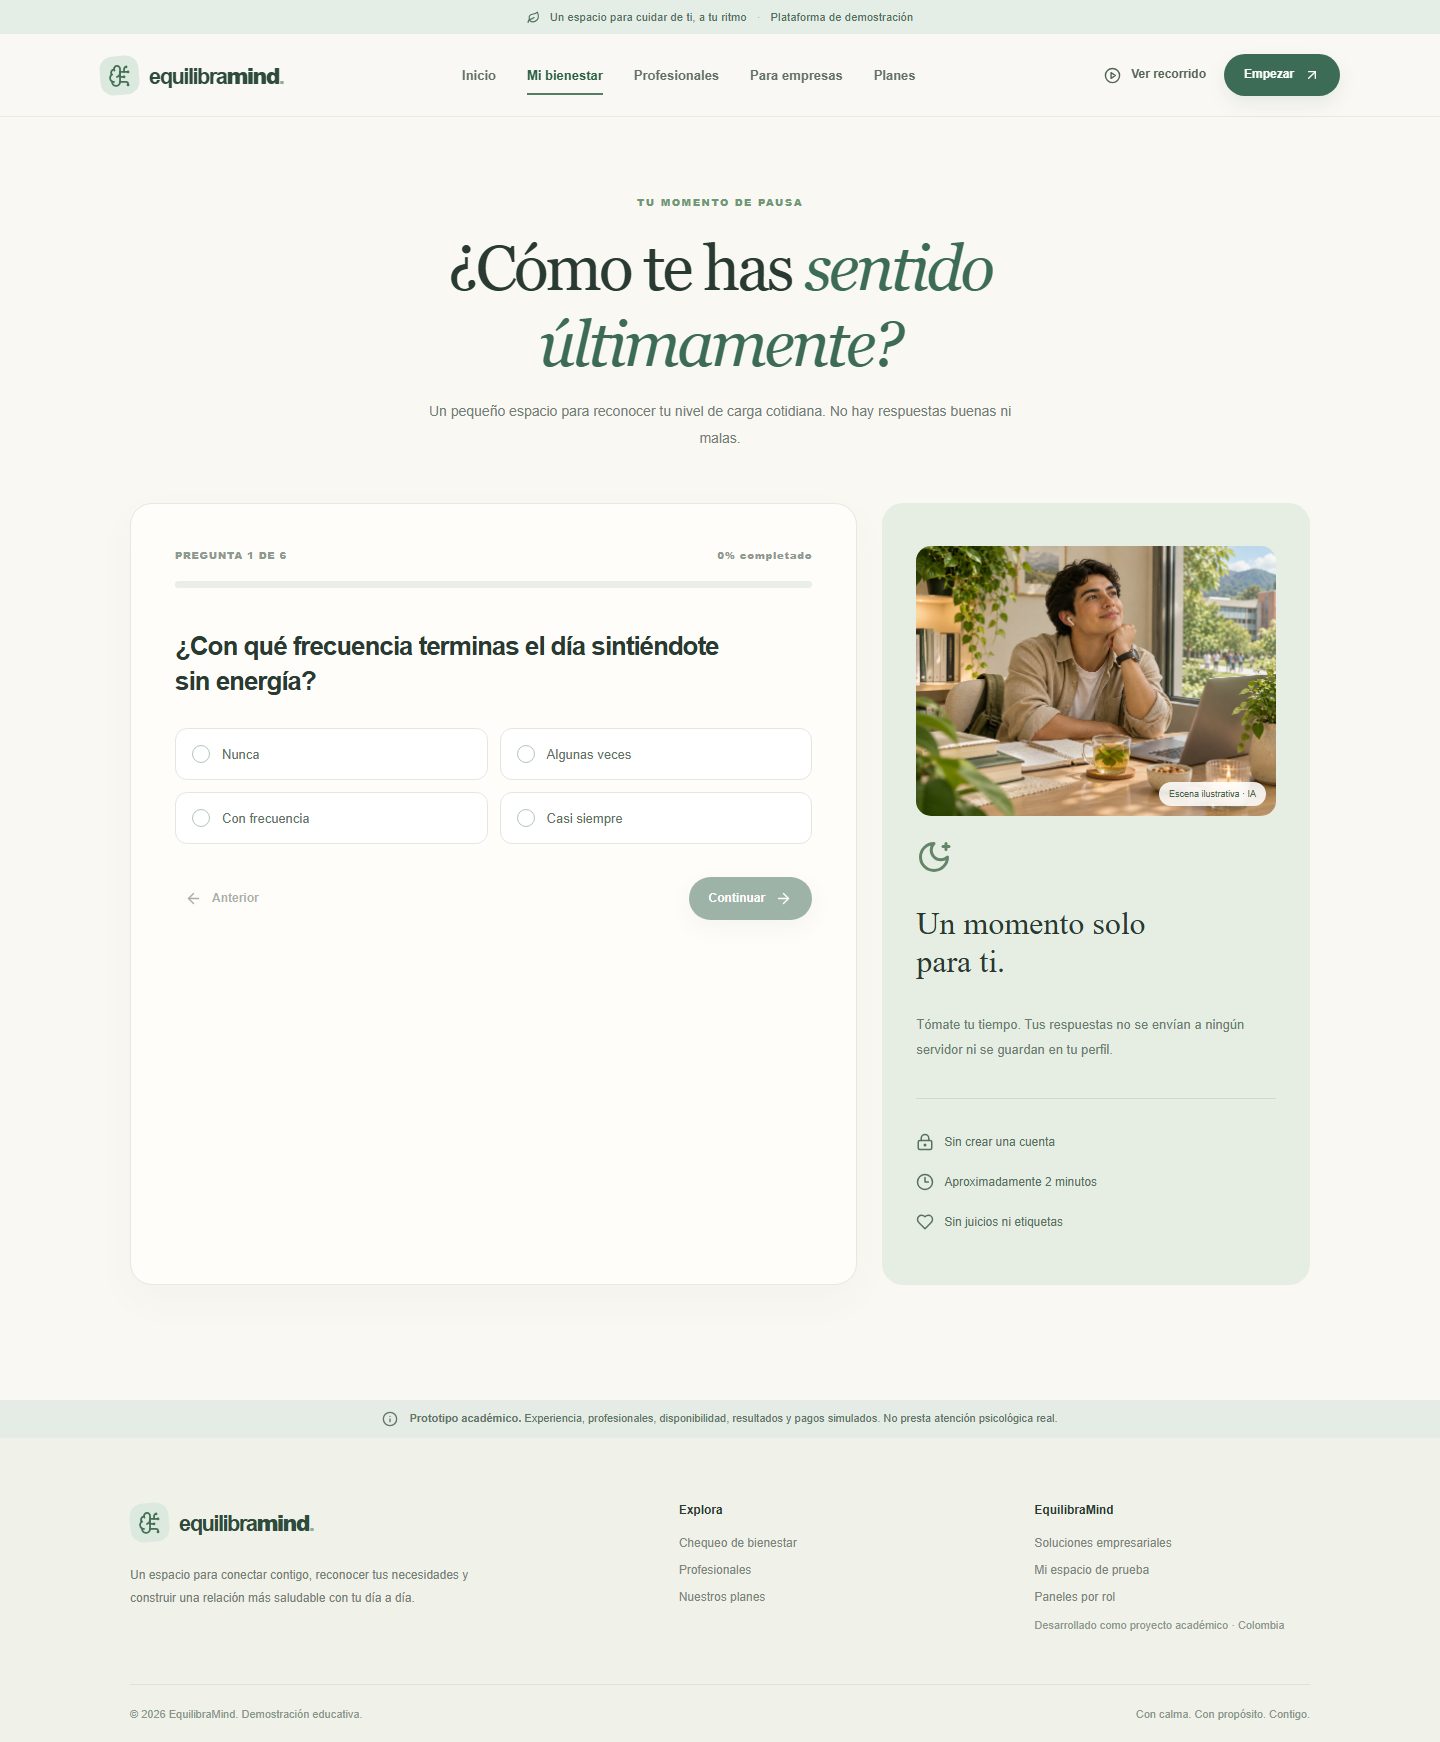 Un espacio para cuidar de ti, a tu ritmo · Plataforma de demostración
equilibramind.
Inicio
Mi bienestar
Profesionales
Para empresas
Planes
Ver recorrido
Empezar
TU MOMENTO DE PAUSA
¿Cómo te has sentido
últimamente?
Un pequeño espacio para reconocer tu nivel de carga cotidiana. No hay respuestas buenas ni
malas.
PREGUNTA 1 DE 6
0% completado
¿Con qué frecuencia terminas el día sintiéndote
sin energía?
Nunca
Algunas veces
Con frecuencia
Casi siempre
Anterior
Continuar
Escena ilustrativa · IA
Un momento solo
para ti.
Tómate tu tiempo. Tus respuestas no se envían a ningún
servidor ni se guardan en tu perfil.
Sin crear una cuenta
Aproximadamente 2 minutos
Sin juicios ni etiquetas
Prototipo académico. Experiencia, profesionales, disponibilidad, resultados y pagos simulados. No presta atención psicológica real.
equilibramind.
Un espacio para conectar contigo, reconocer tus necesidades y
construir una relación más saludable con tu día a día.
Explora
Chequeo de bienestar
Profesionales
Nuestros planes
EquilibraMind
Soluciones empresariales
Mi espacio de prueba
Paneles por rol
Desarrollado como proyecto académico · Colombia
© 2026 EquilibraMind. Demostración educativa.
Con calma. Con propósito. Contigo.